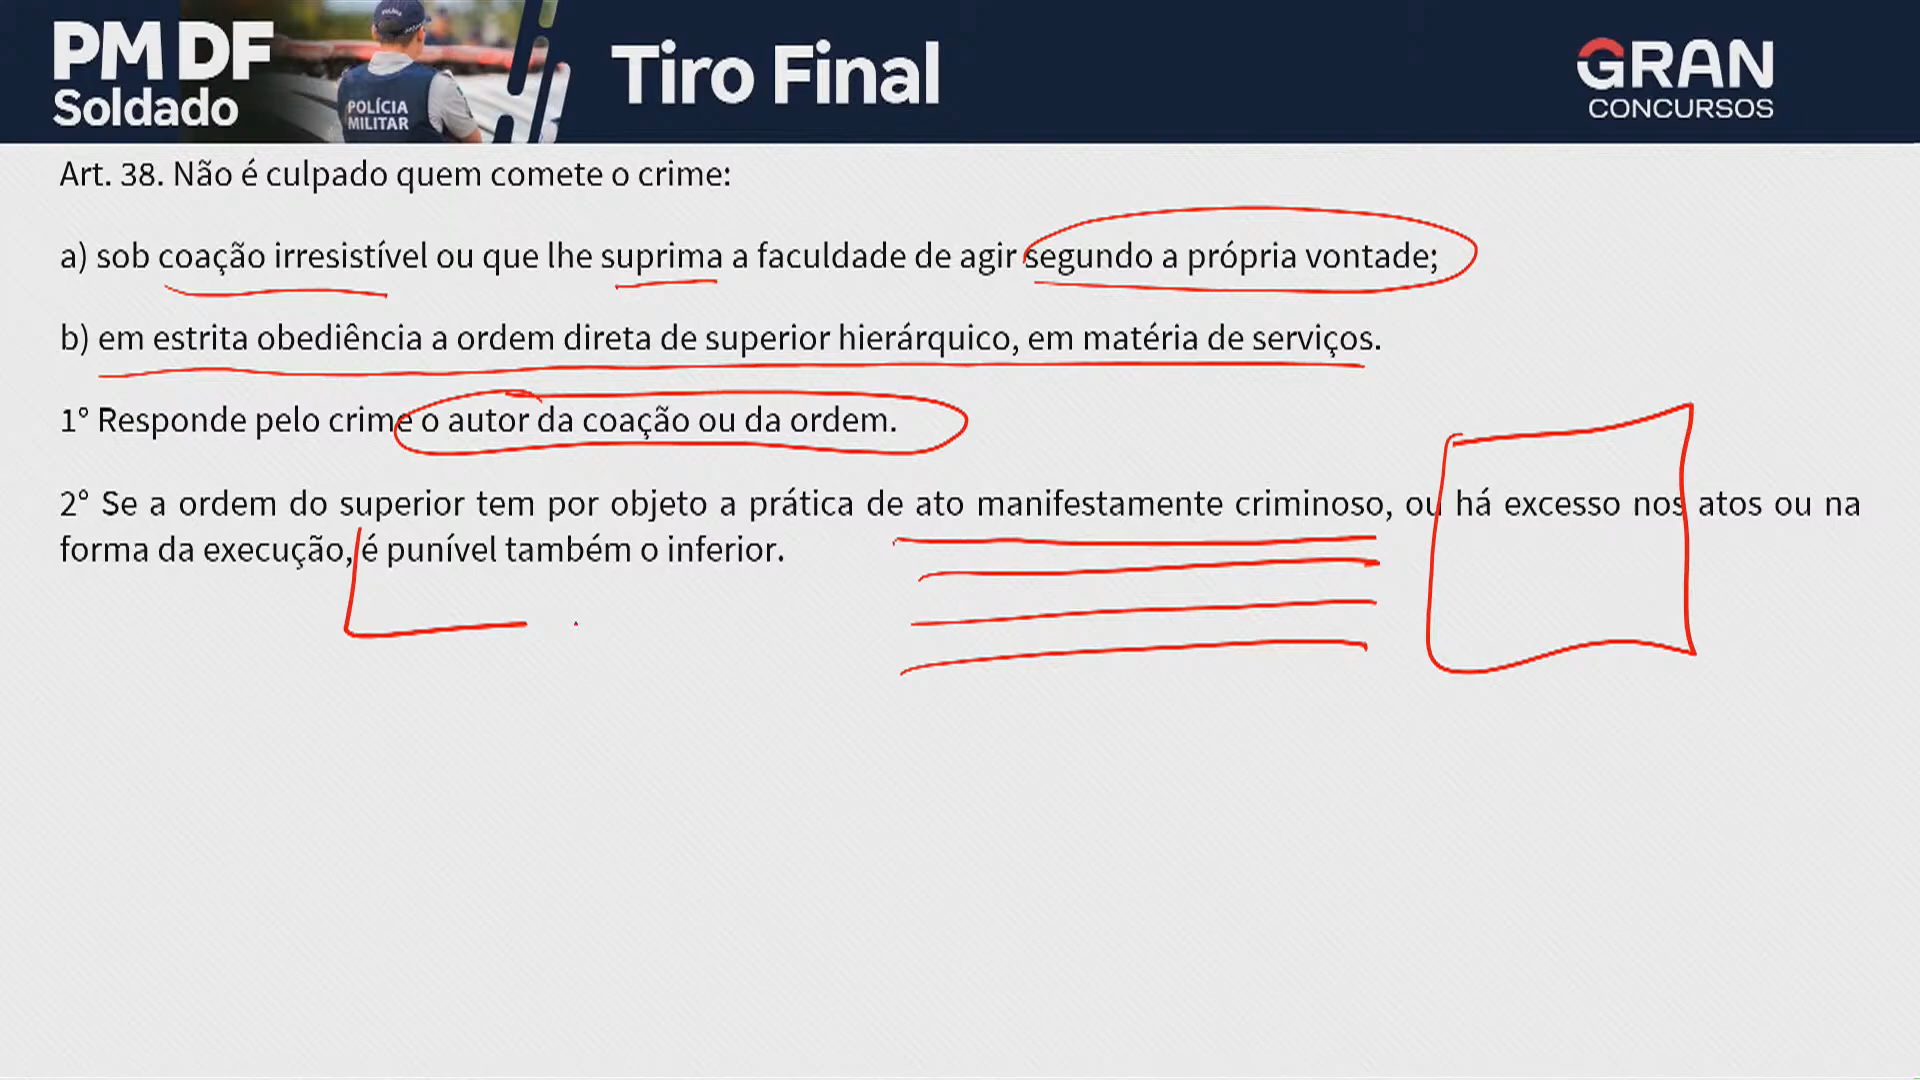 PM DF
Soldado
POLÍCIA
MILITAR
Tiro Final
GRAN
CONCURSOS
Art. 38. Não é culpado quem comete o crime:
a) sob coação irresistível ou que lhe suprima a faculdade de agir segundo a própria vontade;
b) em estrita obediência a ordem direta de superior hierárquico, em matéria de serviços.
1° Responde pelo crime o autor da coação ou da ordem.
2° Se a ordem do superior tem por objeto a prática de ato manifestamente criminoso, ou há excesso nos atos ou na
forma da execução, é punível também o inferior.